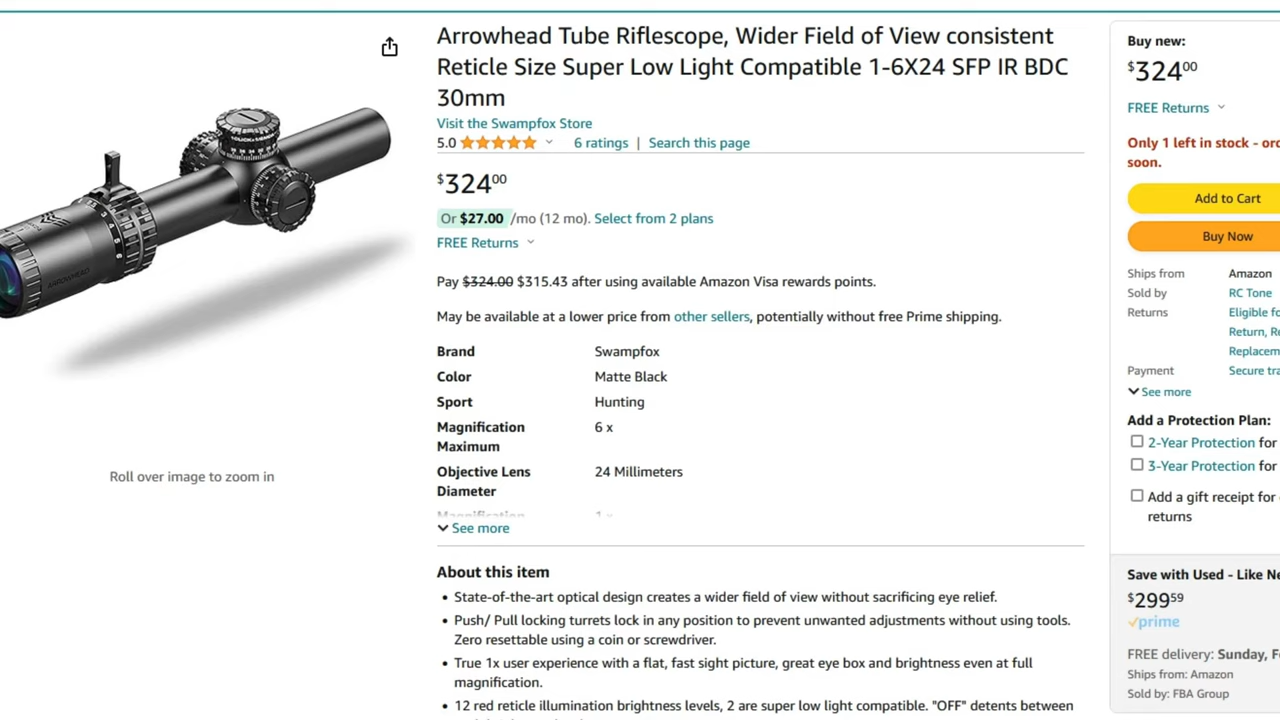 Arrowhead Tube Riflescope, Wider Field of View consistent
Reticle Size Super Low Light Compatible 1-6X24 SFP IR BDC
30mm
Visit the Swampfox Store
5.0
6 ratings | Search this page
$324.00
Or $27.00 /mo (12 mo). Select from 2 plans
FREE Returns
Pay $324.00 $315.43 after using available Amazon Visa rewards points.
May be available at a lower price from other sellers, potentially without free Prime shipping.
Brand Swampfox
Color Matte Black
Sport Hunting
Magnification 6 x
Maximum
Objective Lens 24 Millimeters
Diameter
Magnification 1 x
See more
About this item
• State-of-the-art optical design creates a wider field of view without sacrificing eye relief.
• Push/ Pull locking turrets lock in any position to prevent unwanted adjustments without using tools.
Zero resettable using a coin or screwdriver.
• True 1x user experience with a flat, fast sight picture, great eye box and brightness even at full
magnification.
• 12 red reticle illumination brightness levels, 2 are super low light compatible. "OFF" detents between
ARROWHEAD
Roll over image to zoom in
Buy new:
$324.00
FREE Returns
Only 1 left in stock - ord
soon.
Add to Cart
Buy Now
Ships from Amazon
Sold by RC Tone
Returns Eligible fo
Return, Re
Replacem
Payment Secure tra
See more
Add a Protection Plan:
2-Year Protection for
3-Year Protection for
Add a gift receipt for
returns
Save with Used - Like Ne
$299.59
prime
FREE delivery: Sunday, Fe
Ships from: Amazon
Sold by: FBA Group